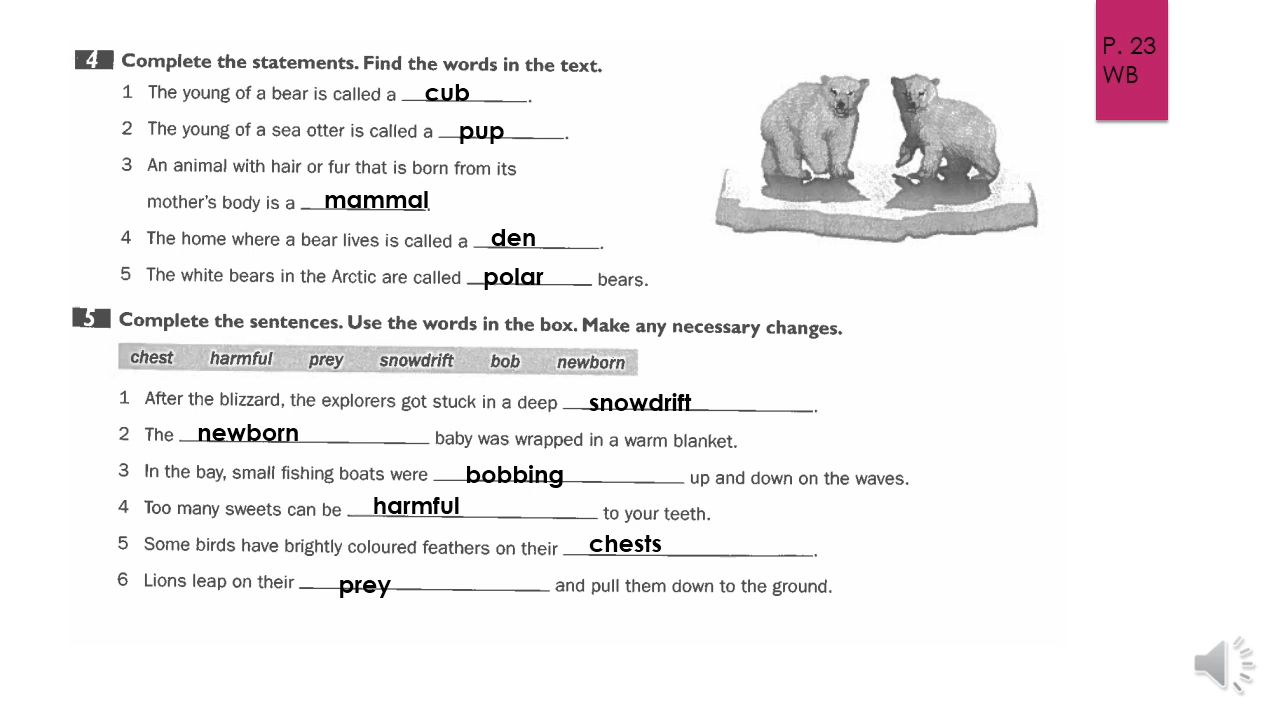 P. 23
WB
4 Complete the statements. Find the words in the text.
1 The young of a bear is called a cub.
2 The young of a sea otter is called a pup.
3 An animal with hair or fur that is born from its
mother's body is a mammal.
4 The home where a bear lives is called a den.
5 The white bears in the Arctic are called polar bears.
5 Complete the sentences. Use the words in the box. Make any necessary changes.
chest harmful prey snowdrift bob newborn
1 After the blizzard, the explorers got stuck in a deep snowdrift.
2 The newborn baby was wrapped in a warm blanket.
3 In the bay, small fishing boats were bobbing up and down on the waves.
4 Too many sweets can be harmful to your teeth.
5 Some birds have brightly coloured feathers on their chests.
6 Lions leap on their prey and pull them down to the ground.